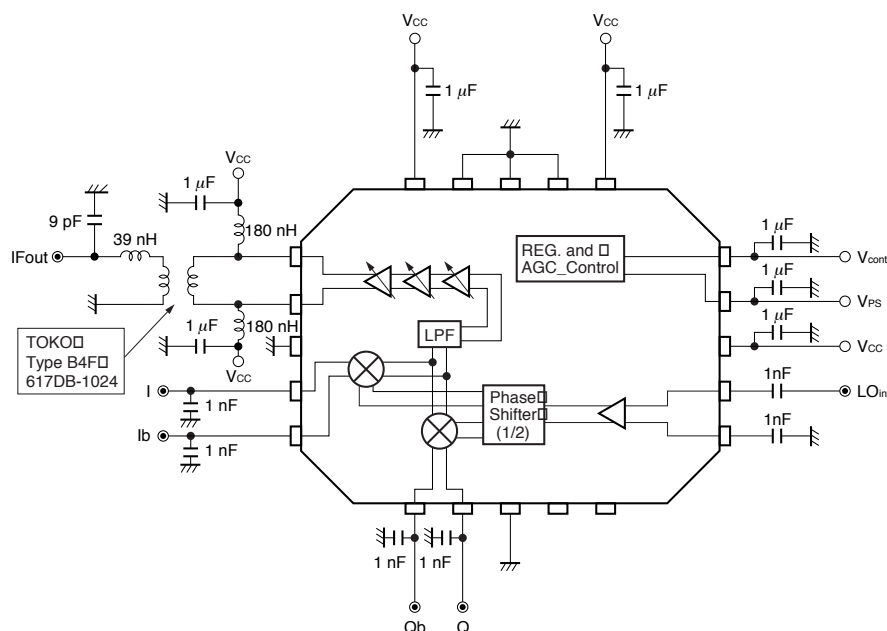 VCC
VCC
1 μF
1 μF
VCC
1 μF
9 pF
39 nH
180 nH
IFout
REG. and □
AGC_Control
1 μF
Vcont
1 μF
VPS
1 μF
VCC
180 nH
1 μF
VCC
TOKO□
Type B4F□
617DB-1024
LPF
I
1 nF
Ib
1 nF
Phase□
Shifter□
(1/2)
1nF
LOin
1nF
1 nF
1 nF
Qb
Q